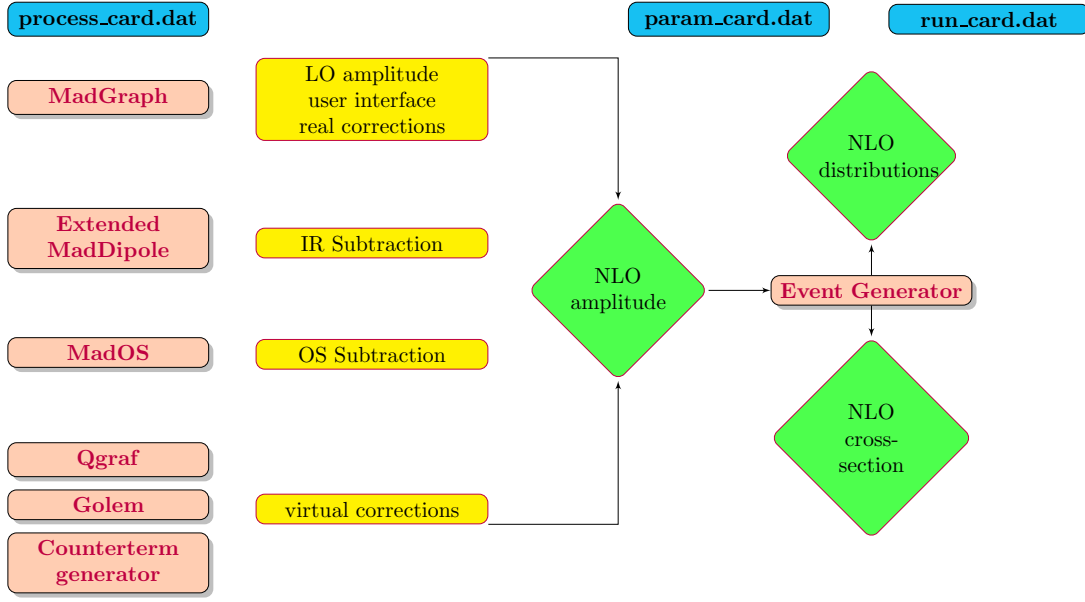 process_card.dat
param_card.dat
run_card.dat
MadGraph
LO amplitude
user interface
real corrections
NLO
distributions
Extended
MadDipole
IR Subtraction
NLO
amplitude
Event Generator
MadOS
OS Subtraction
NLO
cross-
section
Qgraf
Golem
virtual corrections
Counterterm
generator